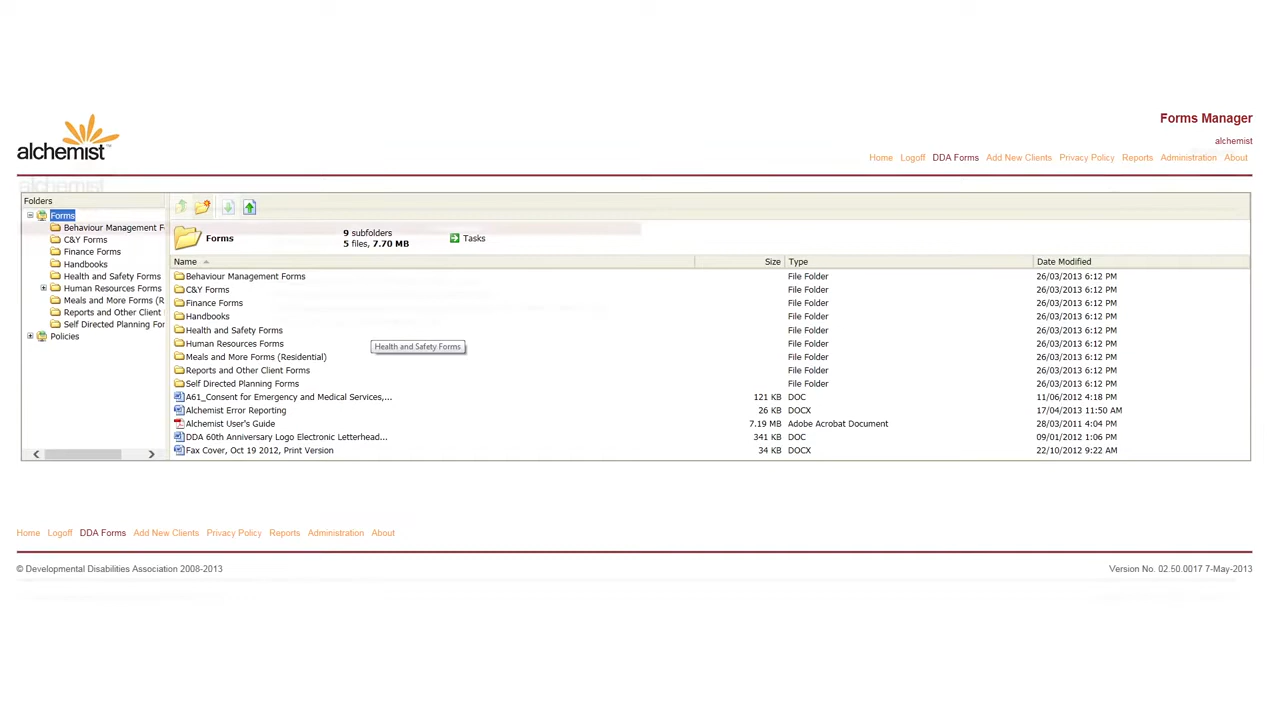 alchemist
Forms Manager
alchemist
Home Logoff DDA Forms Add New Clients Privacy Policy Reports Administration About
alchemist
Folders
Forms
Behaviour Management F
C&Y Forms
Finance Forms
Handbooks
Health and Safety Forms
Human Resources Forms
Meals and More Forms (R
Reports and Other Client
Self Directed Planning For
Policies
Forms
9 subfolders
5 files, 7.70 MB
Tasks
Name Size Type Date Modified
Behaviour Management Forms File Folder 26/03/2013 6:12 PM
C&Y Forms File Folder 26/03/2013 6:12 PM
Finance Forms File Folder 26/03/2013 6:12 PM
Handbooks File Folder 26/03/2013 6:12 PM
Health and Safety Forms File Folder 26/03/2013 6:12 PM
Human Resources Forms File Folder 26/03/2013 6:12 PM
Health and Safety Forms
Meals and More Forms (Residential) File Folder 26/03/2013 6:12 PM
Reports and Other Client Forms File Folder 26/03/2013 6:12 PM
Self Directed Planning Forms File Folder 26/03/2013 6:12 PM
A61_Consent for Emergency and Medical Services,... 121 KB DOC 11/06/2012 4:18 PM
Alchemist Error Reporting 26 KB DOCX 17/04/2013 11:50 AM
Alchemist User's Guide 7.19 MB Adobe Acrobat Document 28/03/2011 4:04 PM
DDA 60th Anniversary Logo Electronic Letterhead... 341 KB DOC 09/01/2012 1:06 PM
Fax Cover, Oct 19 2012, Print Version 34 KB DOCX 22/10/2012 9:22 AM
Home Logoff DDA Forms Add New Clients Privacy Policy Reports Administration About
© Developmental Disabilities Association 2008-2013
Version No. 02.50.0017 7-May-2013